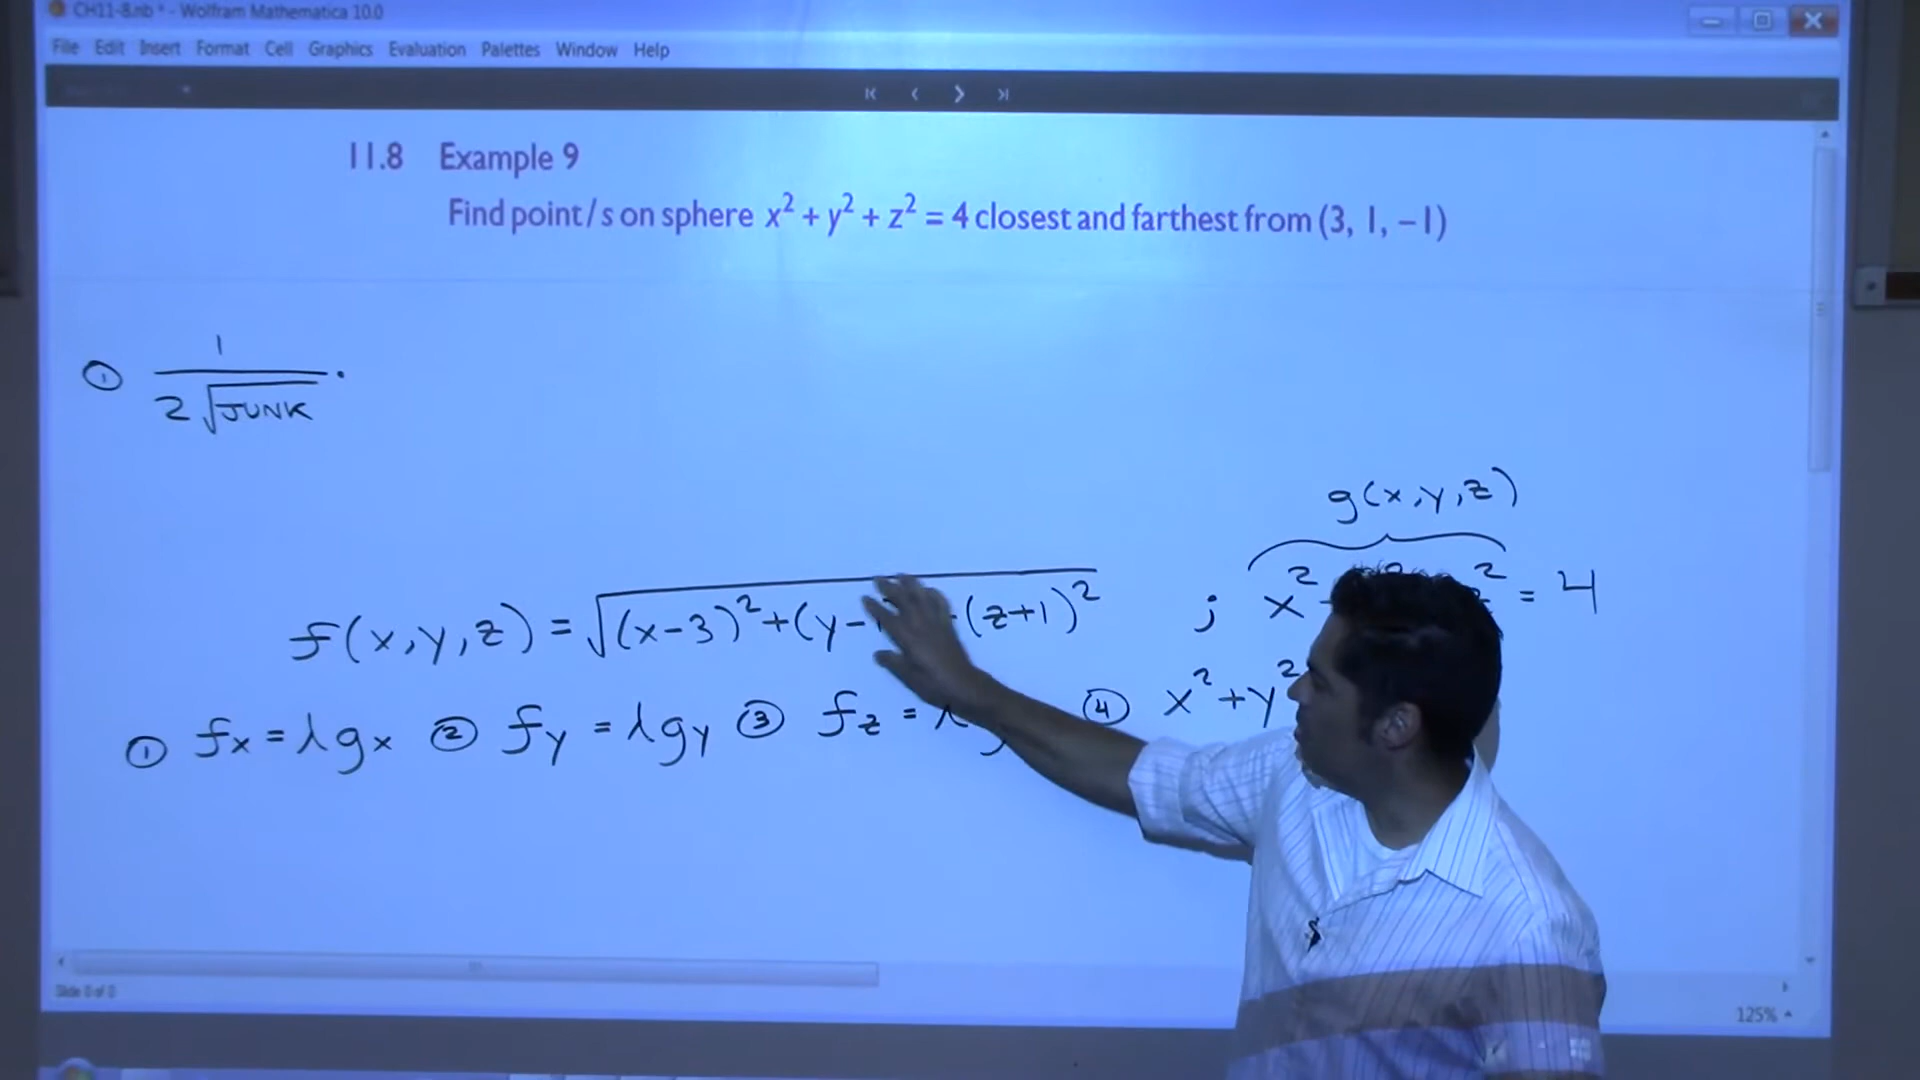 CH11-8.nb * - Wolfram Mathematica 10.0
File Edit Insert Format Cell Graphics Evaluation Palettes Window Help
11.8 Example 9
Find point/s on sphere x² + y² + z² = 4 closest and farthest from (3, 1, −1)
① 1
2√JUNK ·
g(x,y,z)
f(x,y,z) = √(x-3)²+(y- (z+1)² ; x² ² = 4
① fx = λgx ② fy = λgy ③ fz = λg ④ x²+y²
125%